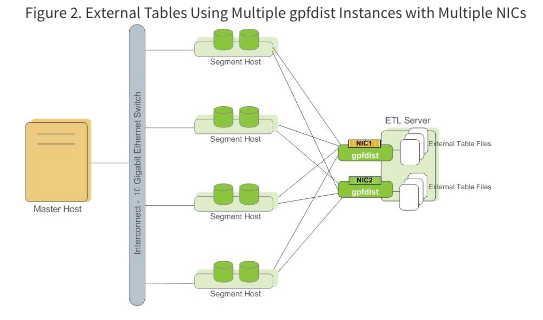 Figure 2. External Tables Using Multiple gpfdist Instances with Multiple NICs
Segment Host
Segment Host
Segment Host
Segment Host
Master Host
Interconnect - 10 Gigabit Ethernet Switch
ETL Server
NIC1
gpfdist
External Table Files
NIC2
gpfdist
External Table Files